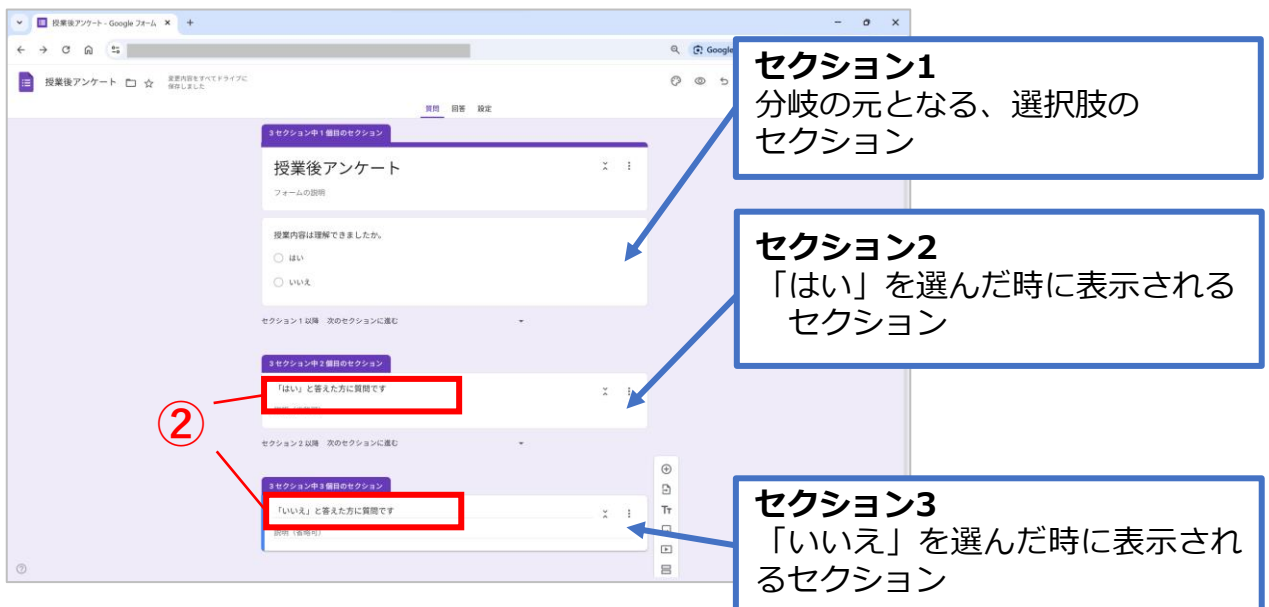 授業後アンケート - Google フォーム
Google
授業後アンケート
変更内容をすべてドライブに
保存しました
質問 回答 設定
3 セクション中 1 個目のセクション
授業後アンケート
フォームの説明
授業内容は理解できましたか。
はい
いいえ
セクション 1 以降 次のセクションに進む
3 セクション中 2 個目のセクション
「はい」と答えた方に質問です
セクション 2 以降 次のセクションに進む
3 セクション中 3 個目のセクション
「いいえ」と答えた方に質問です
説明（省略可）
Tт
②
セクション1
分岐の元となる、選択肢の
セクション
セクション2
「はい」を選んだ時に表示される
セクション
セクション3
「いいえ」を選んだ時に表示され
るセクション